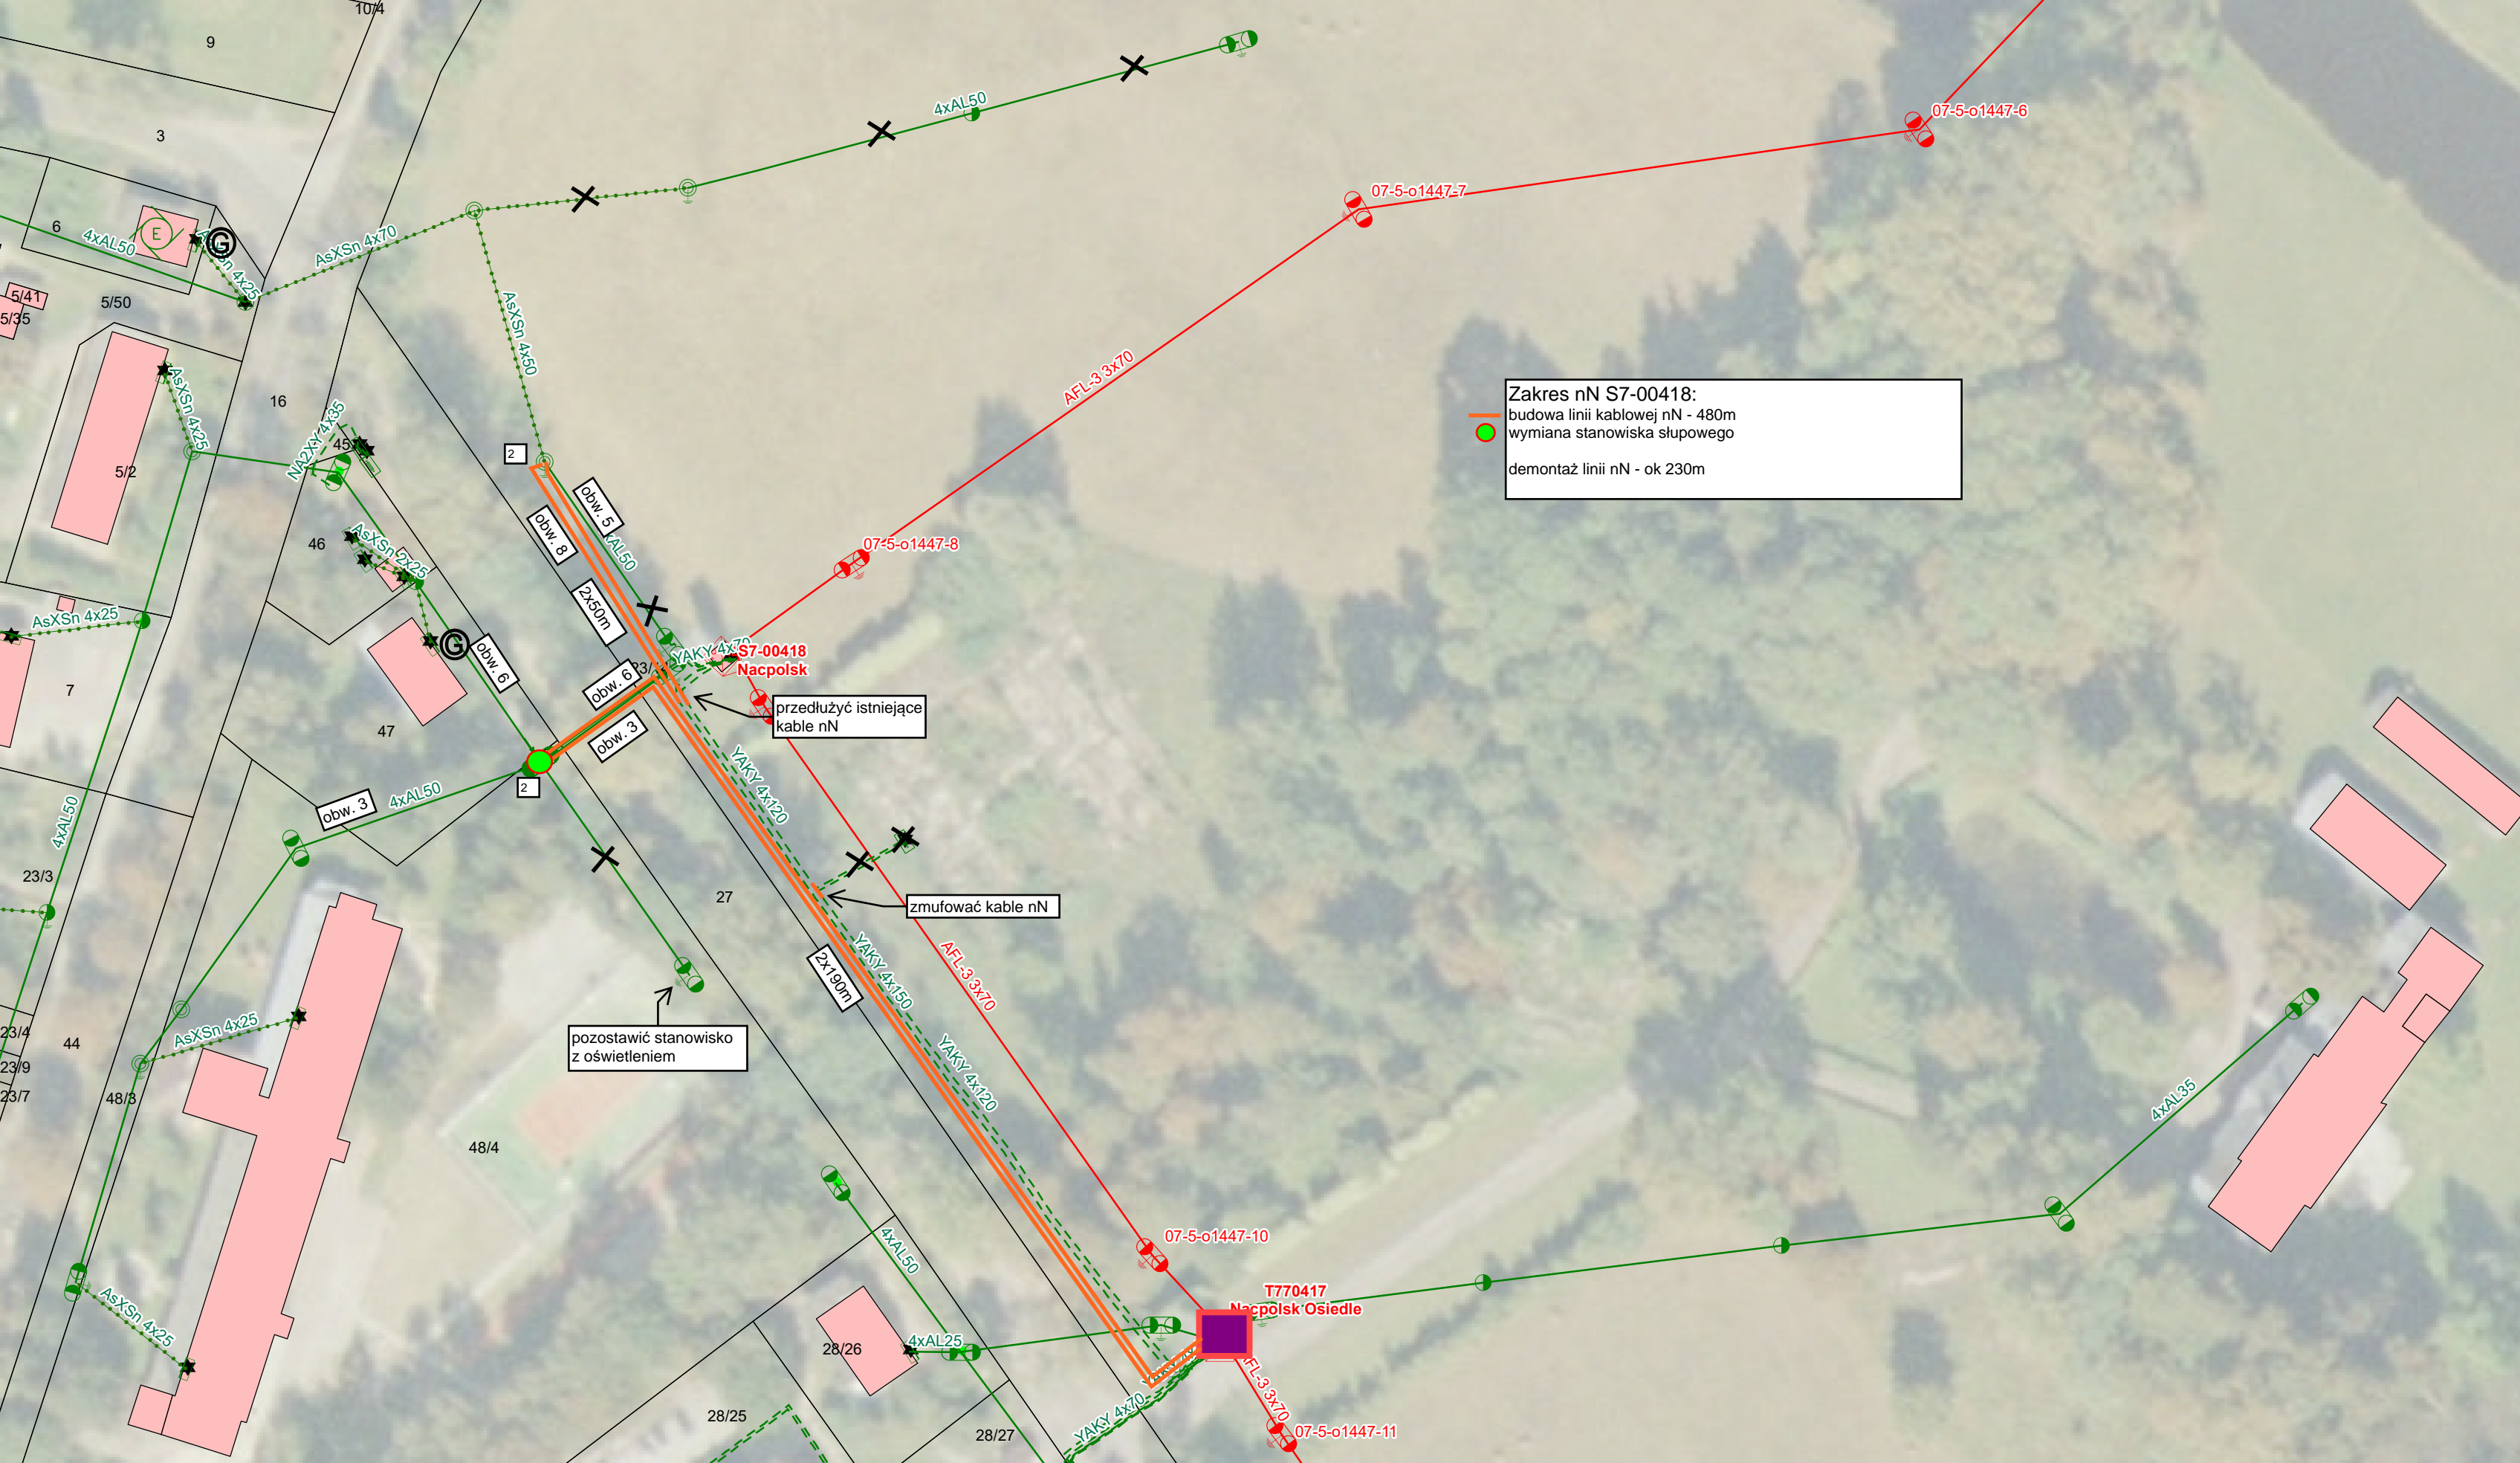 10/4
9
3
6
4xAL50
E
G
AsXSn 4x25
AsXSn 4x70
4xAL50
07-5-o1447-6
07-5-o1447-7
5/41
5/35
5/50
AsXSn 4x50
AFL-3 3x70
Zakres nN S7-00418:
budowa linii kablowej nN - 480m
wymiana stanowiska słupowego
demontaż linii nN - ok 230m
AsXSn 4x25
16
NA2XY 4x35
5/2
2
obw. 5
obw. 8
46
AsXSn 2x25
07-5-o1447-8
2x50m
AsXSn 4x25
G
obw. 6
YAKY 4x70
S7-00418
Nacpolsk
obw. 6
7
47
obw. 3
przedłużyć istniejące
kable nN
2
YAKY 4x120
obw. 3
4xAL50
4xAL50
23/3
27
zmufować kable nN
2x190m
YAKY 4x150
AFL-3 3x70
23/4
44
AsXSn 4x25
pozostawić stanowisko
z oświetleniem
YAKY 4x120
23/9
23/7
48/3
48/4
4xAL35
4xAL50
07-5-o1447-10
T770417
Nacpolsk Osiedle
AsXSn 4x25
28/26
4xAL25
AFL-3 3x70
YAKY 4x70
28/25
28/27
07-5-o1447-11